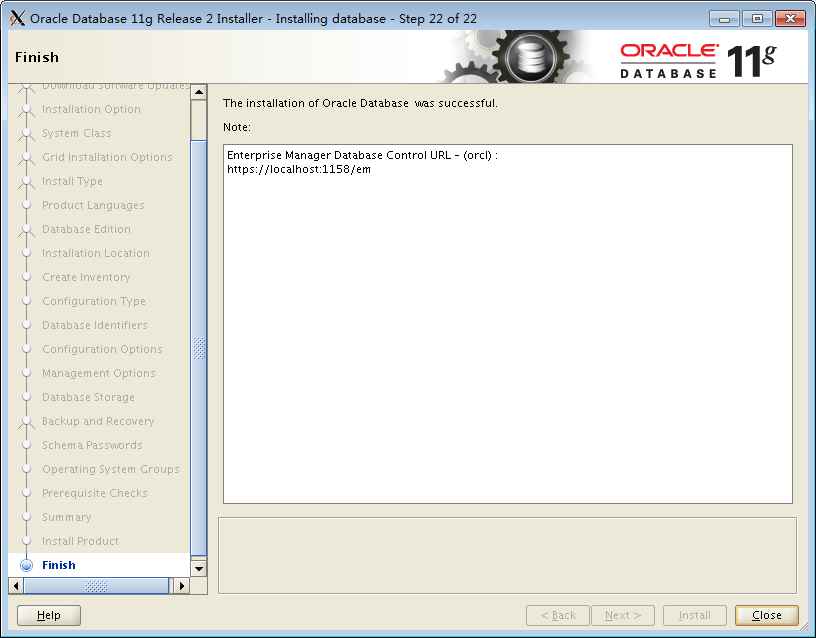 Oracle Database 11g Release 2 Installer - Installing database - Step 22 of 22
Finish
ORACLE
DATABASE
11g
Download Software Updates
Installation Option
System Class
Grid Installation Options
Install Type
Product Languages
Database Edition
Installation Location
Create Inventory
Configuration Type
Database Identifiers
Configuration Options
Management Options
Database Storage
Backup and Recovery
Schema Passwords
Operating System Groups
Prerequisite Checks
Summary
Install Product
Finish
The installation of Oracle Database was successful.
Note:
Enterprise Manager Database Control URL - (orcl) :
https://localhost:1158/em
Help
< Back
Next >
Install
Close